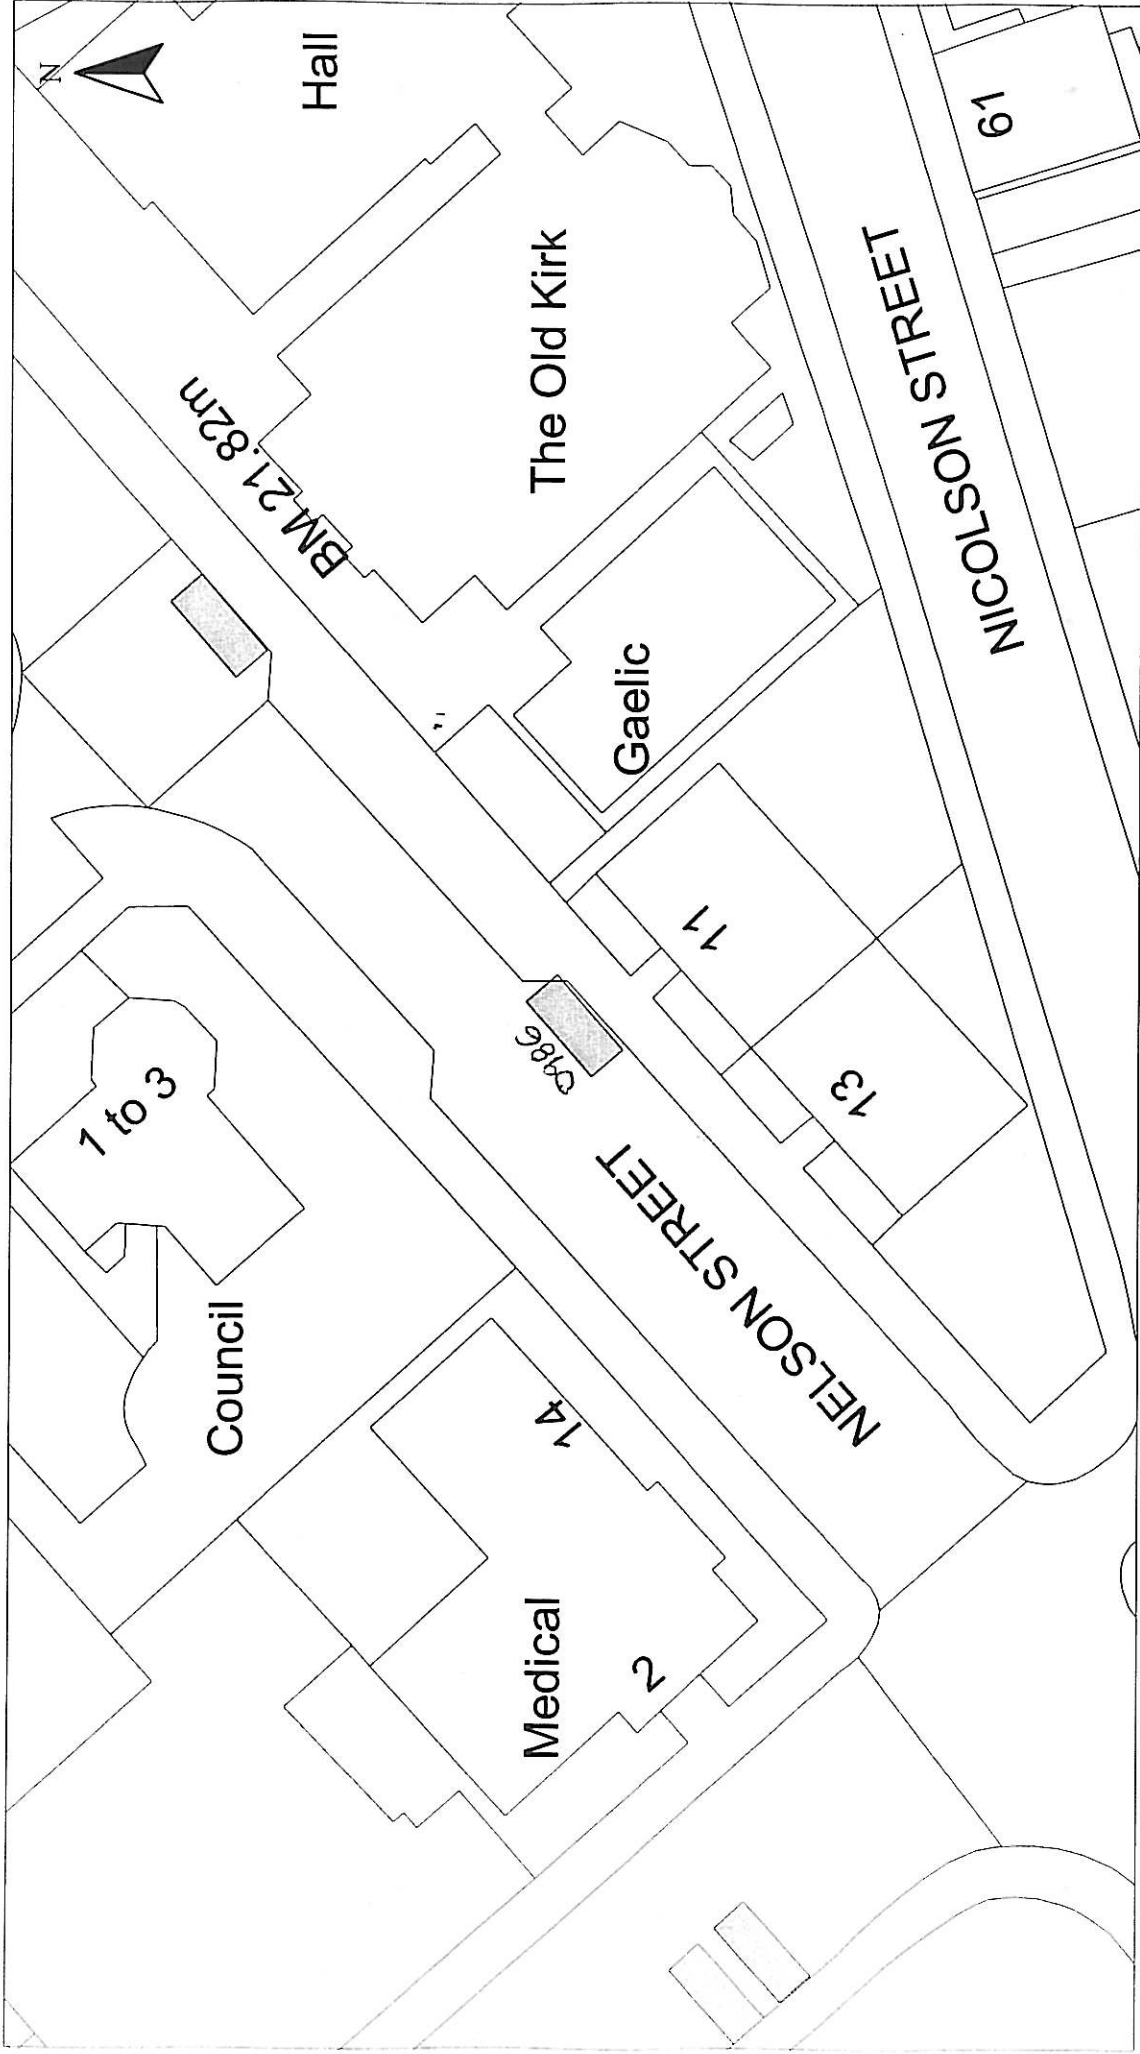 N
Hall
BM 21.82m
The Old Kirk
61
NICOLSON STREET
Gaelic
11
0986
13
1 to 3
Council
NELSON STREET
14
Medical
2